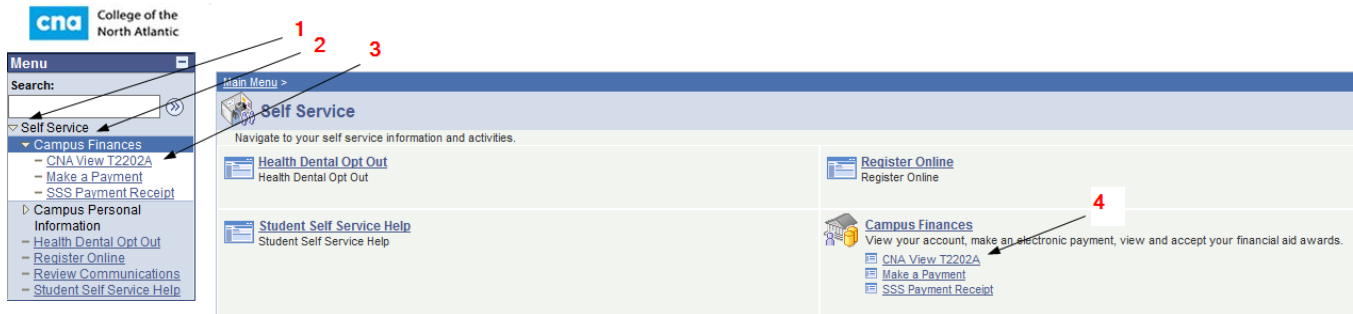 cna College of the
North Atlantic
1
2
3
Menu
Search:
Self Service
Campus Finances
CNA View T2202A
Make a Payment
SSS Payment Receipt
Campus Personal
Information
Health Dental Opt Out
Register Online
Review Communications
Student Self Service Help
Main Menu >
Self Service
Navigate to your self service information and activities.
Health Dental Opt Out
Health Dental Opt Out
Register Online
Register Online
Student Self Service Help
Student Self Service Help
4
Campus Finances
View your account, make an electronic payment, view and accept your financial aid awards.
CNA View T2202A
Make a Payment
SSS Payment Receipt